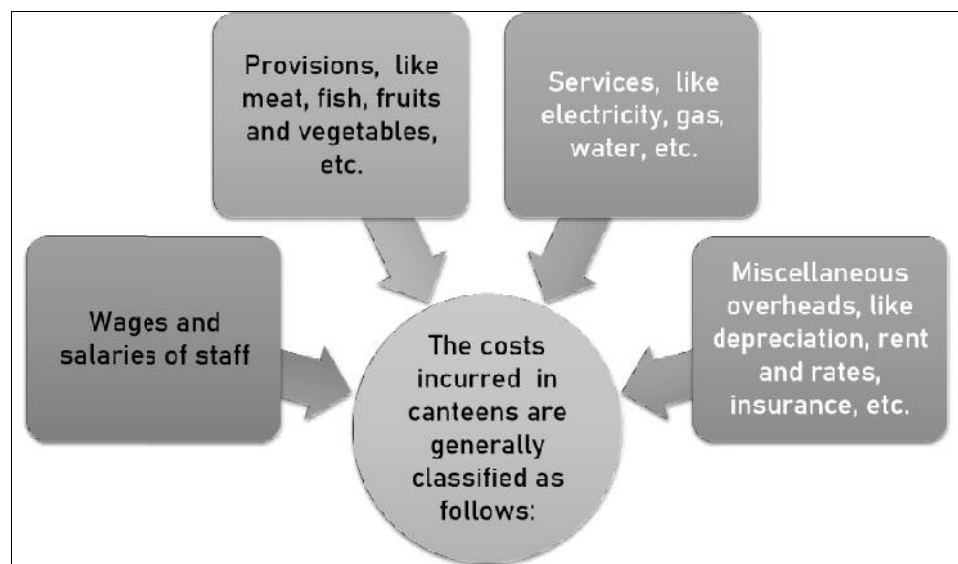 Provisions, like
meat, fish, fruits
and vegetables,
etc.
Services, like
electricity, gas,
water, etc.
Wages and
salaries of staff
Miscellaneous
overheads, like
depreciation, rent
and rates,
insurance, etc.
The costs
incurred in
canteens are
generally
classified as
follows: